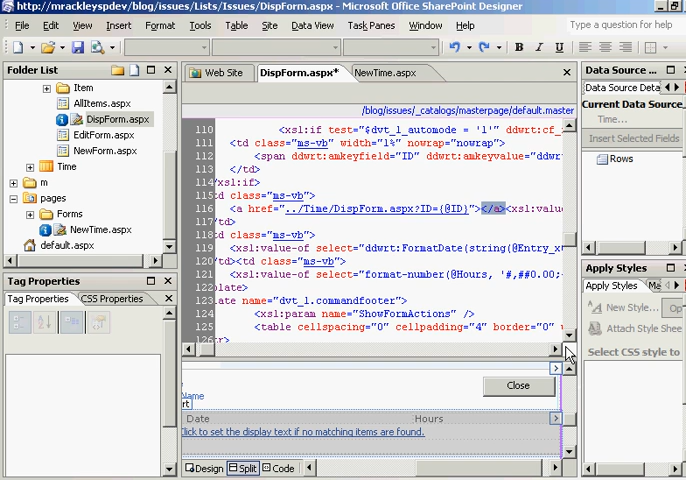 http://mrackleyspdev/blog/issues/Lists/Issues/DispForm.aspx - Microsoft Office SharePoint Designer
File Edit View Insert Format Tools Table Site Data View Task Panes Window Help
Type a question for help
Folder List
Item
AllItems.aspx
DispForm.aspx
EditForm.aspx
NewForm.aspx
Time
m
pages
Forms
NewTime.aspx
default.aspx
Tag Properties
Tag Properties CSS Properties
Web Site DispForm.aspx* NewTime.aspx
/blog/issues/_catalogs/masterpage/default.master
110 <xsl:if test="$dvt_1_automode = '1'" ddwrt:cf_
111 <td class="ms-vb" width="1%" nowrap="nowrap">
112 <span ddwrt:amkeyfield="ID" ddwrt:amkeyvalue="ddwr
113 </td>
114 'xsl:if>
115 :d class="ms-vb">
116 <a href="../Time/DispForm.aspx?ID={@ID}"></a><xsl:valu
117 'td>
118 :d class="ms-vb">
119 <xsl:value-of select="ddwrt:FormatDate(string(@Entry_x
120 'td><td class="ms-vb">
121 <xsl:value-of select="format-number(@Hours, '#,##0.00;-
122 plate>
123 :late name="dvt_1.commandfooter">
124 <xsl:param name="ShowFormActions" />
125 <table cellspacing="0" cellpadding="4" border="0" w
126 :r>
Close
Name
Date Hours
Click to set the display text if no matching items are found.
Design Split Code
Data Source
Data Source Deta
Current Data Source
Time...
Insert Selected Fields
Rows
Apply Styles
Apply Styles Ma
New Style... Op
Attach Style Shee
Select CSS style to